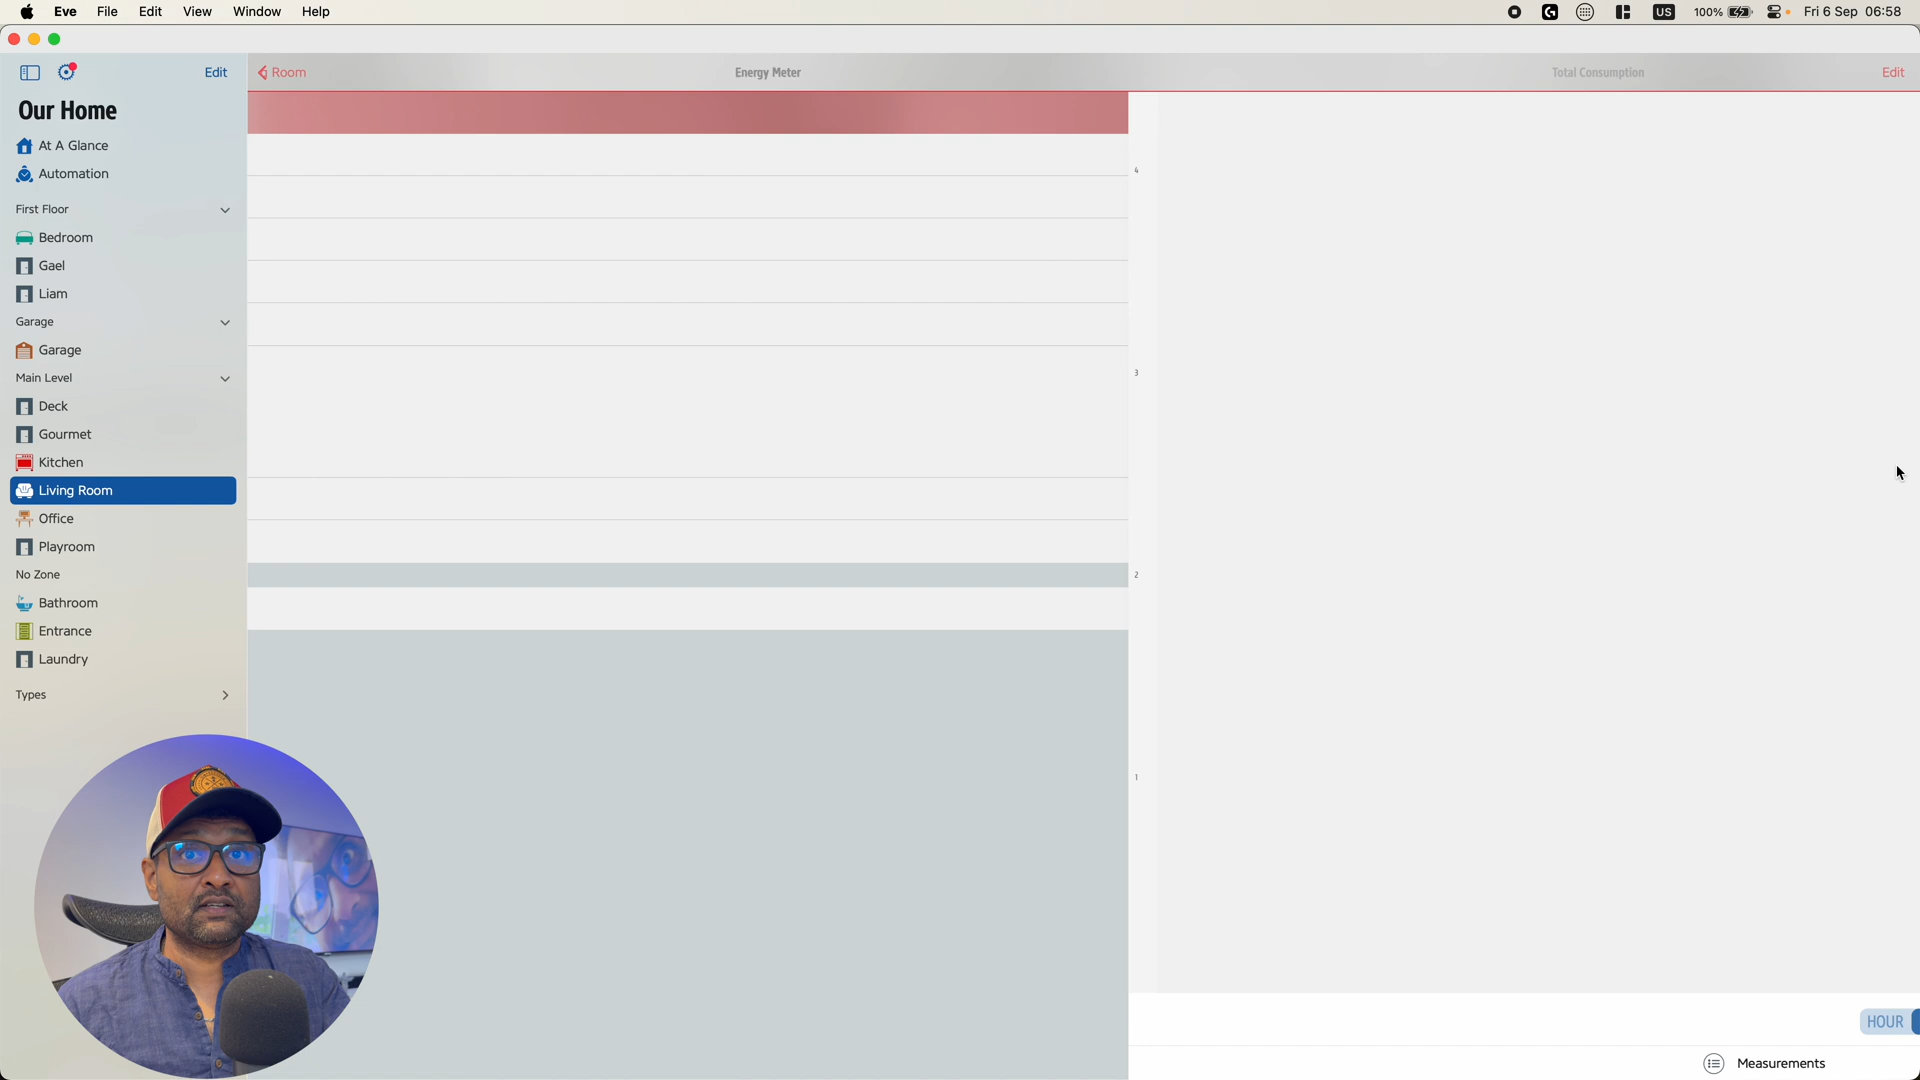 Eve File Edit View Window Help
US 100% Fri 6 Sep 06:58
Edit
Room
Energy Meter
Total Consumption
Edit
Our Home
At A Glance
Automation
First Floor
Bedroom
Gael
Liam
Garage
Garage
Main Level
Deck
Gourmet
Kitchen
Living Room
Office
Playroom
No Zone
Bathroom
Entrance
Laundry
Types
4
3
2
1
HOUR
Measurements